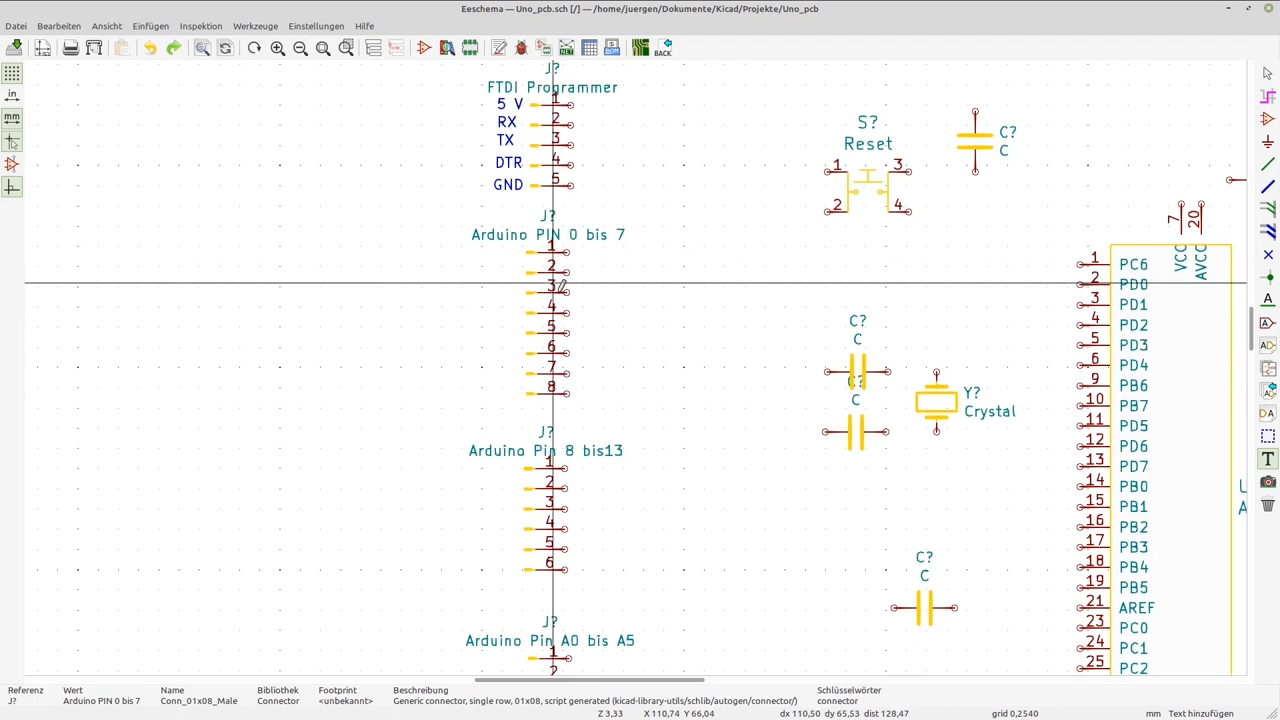 Eeschema — Uno_pcb.sch [/] — /home/juergen/Dokumente/Kicad/Projekte/Uno_pcb
Datei Bearbeiten Ansicht Einfügen Inspektion Werkzeuge Einstellungen Hilfe
BOM BACK
in
mm
J?
FTDI Programmer
5 V 1
RX 2
TX 3
DTR 4
GND 5
J?
Arduino PIN 0 bis 7
1
2
3
4
5
6
7
8
J?
Arduino Pin 8 bis13
1
2
3
4
5
6
J?
Arduino Pin A0 bis A5
1
2
S?
Reset
1 3
2 4
C?
C
C?
C
C?
C
Y?
Crystal
C?
C
7 20
VCC AVCC
1 PC6
2 PD0
3 PD1
4 PD2
5 PD3
6 PD4
9 PB6
10 PB7
11 PD5
12 PD6
13 PD7
14 PB0
15 PB1
16 PB2
17 PB3
18 PB4
19 PB5
21 AREF
23 PC0
24 PC1
25 PC2
U
A
A
T
Referenz Wert Name Bibliothek Footprint Beschreibung Schlüsselwörter
J? Arduino PIN 0 bis 7 Conn_01x08_Male Connector <unbekannt> Generic connector, single row, 01x08, script generated (kicad-library-utils/schlib/autogen/connector/) connector
Z 3,33 X 110,74 Y 66,04 dx 110,50 dy 65,53 dist 128,47 grid 0,2540 mm Text hinzufügen